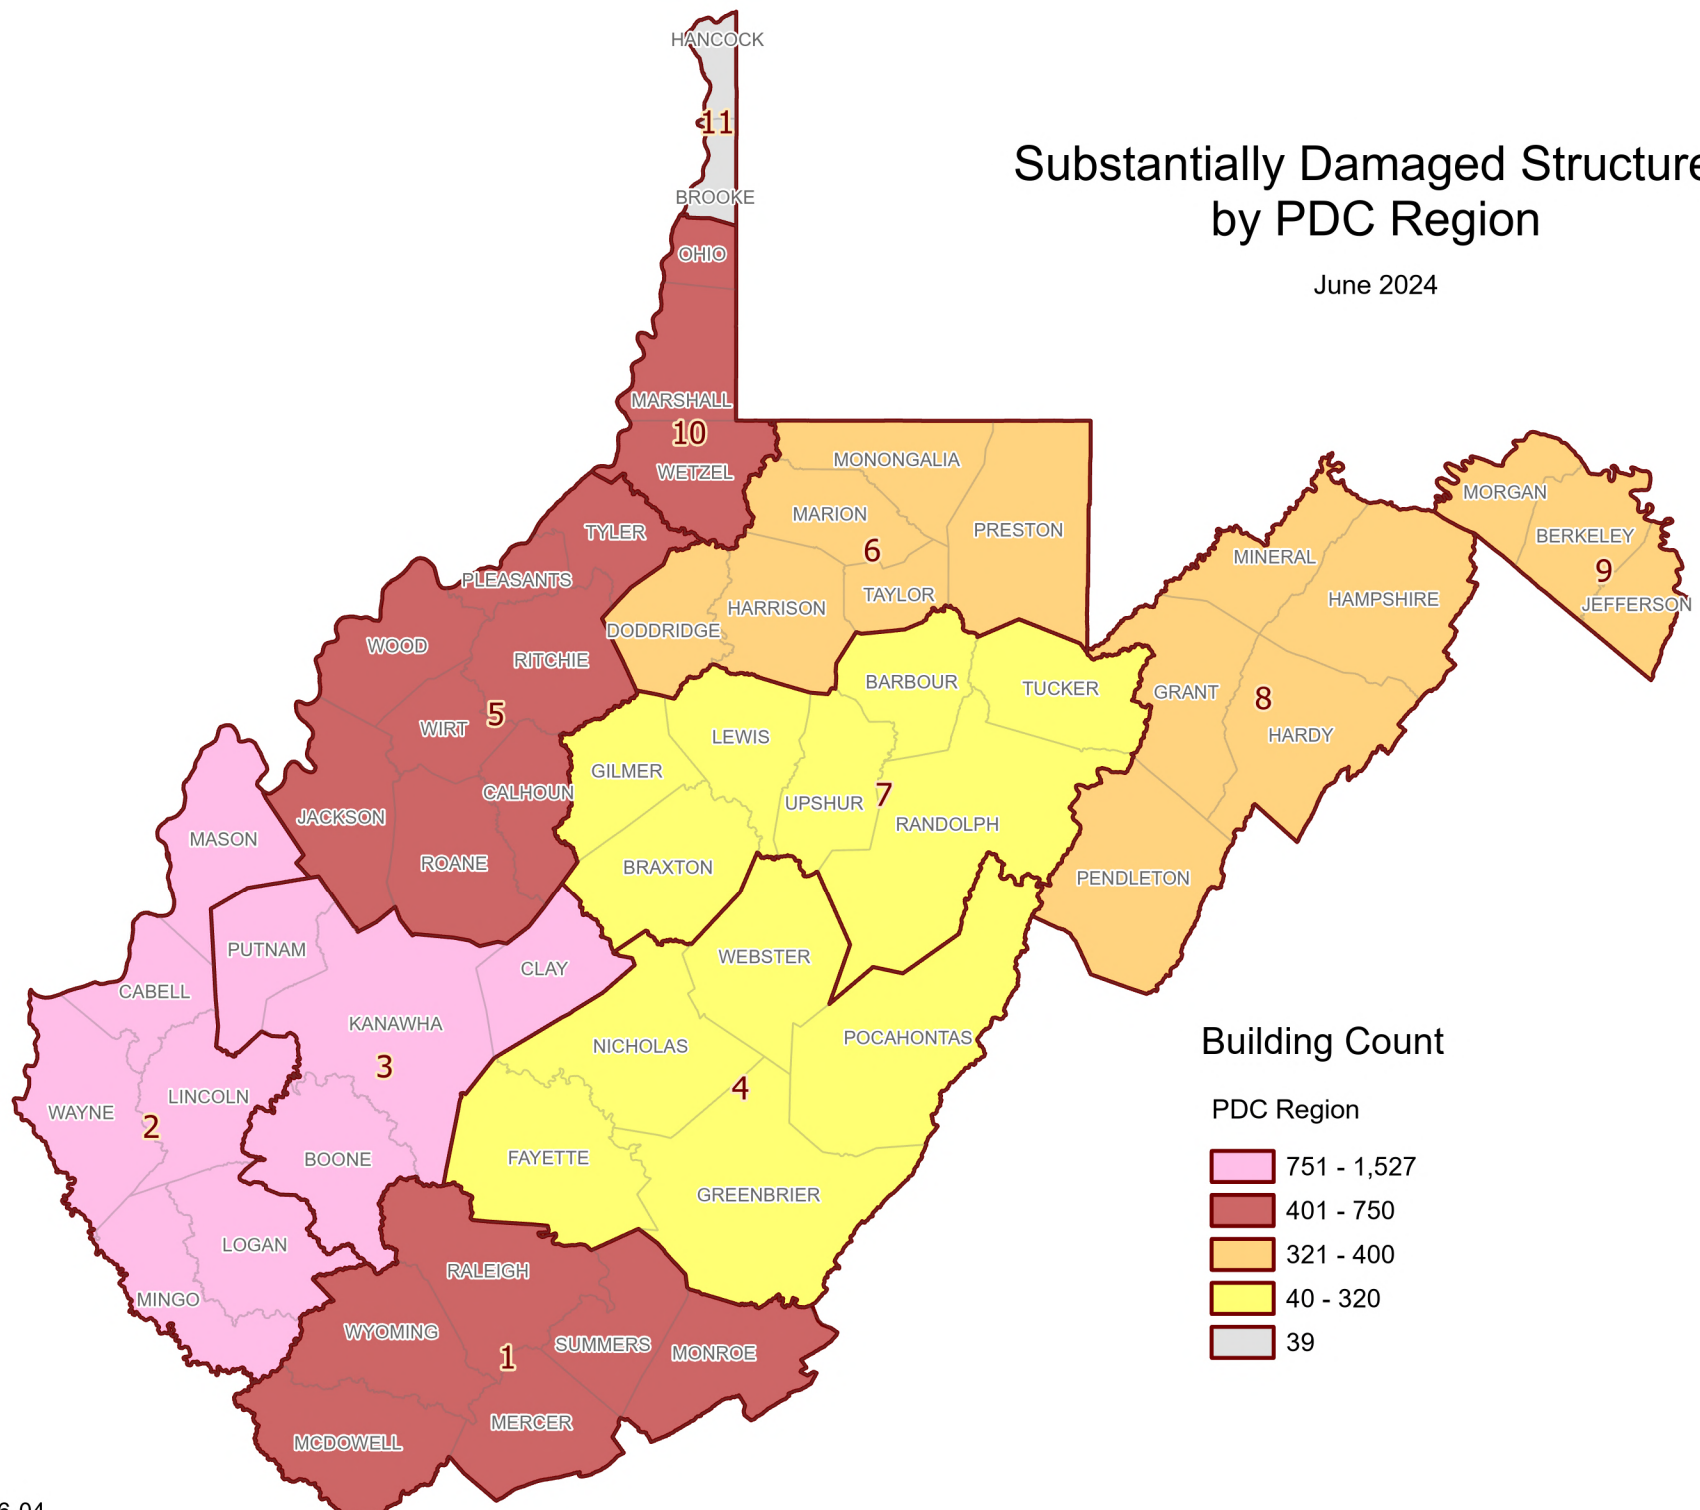 HANCOCK
11
BROOKE
Substantially Damaged Structure
by PDC Region
June 2024
OHIO
MARSHALL
10
WETZEL
MONONGALIA
MARION
PRESTON
6
TAYLOR
HARRISON
DODDRIDGE
TYLER
PLEASANTS
WOOD
RITCHIE
5
WIRT
CALHOUN
JACKSON
ROANE
MORGAN
BERKELEY
9
JEFFERSON
MINERAL
HAMPSHIRE
GRANT
8
HARDY
PENDLETON
BARBOUR
TUCKER
LEWIS
GILMER
UPSHUR
7
RANDOLPH
BRAXTON
MASON
PUTNAM
CLAY
CABELL
KANAWHA
3
WAYNE
LINCOLN
2
BOONE
LOGAN
MINGO
WEBSTER
NICHOLAS
POCAHONTAS
4
FAYETTE
GREENBRIER
RALEIGH
WYOMING
SUMMERS
1
MONROE
MERCER
MCDOWELL
Building Count
PDC Region
751 - 1,527
401 - 750
321 - 400
40 - 320
39